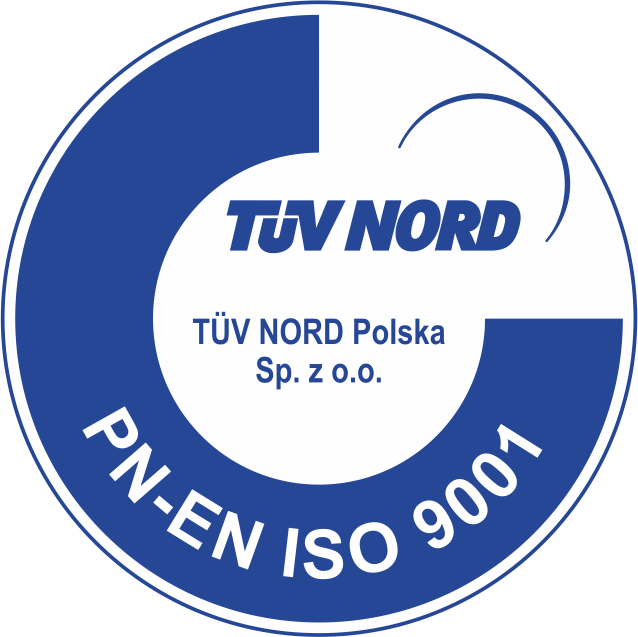 TÜV NORD
TÜV NORD Polska
Sp. z o.o.
PN-EN ISO 9001